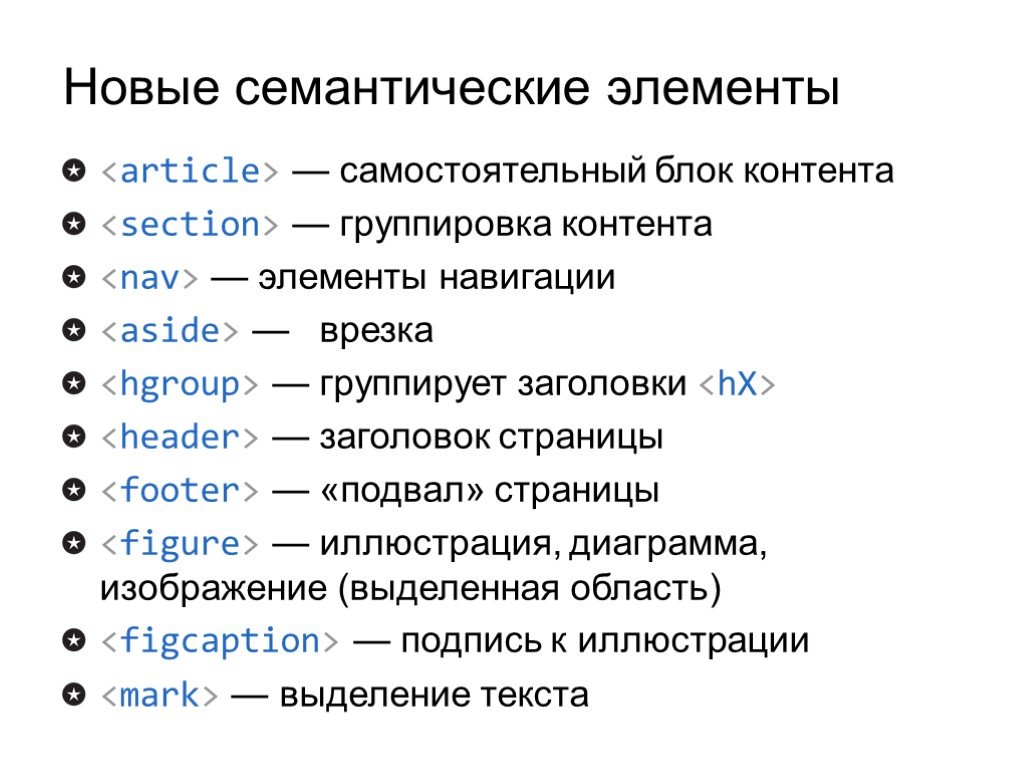 Новые семантические элементы
<article> — самостоятельный блок контента
<section> — группировка контента
<nav> — элементы навигации
<aside> — врезка
<hgroup> — группирует заголовки <hX>
<header> — заголовок страницы
<footer> — «подвал» страницы
<figure> — иллюстрация, диаграмма,
изображение (выделенная область)
<figcaption> — подпись к иллюстрации
<mark> — выделение текста